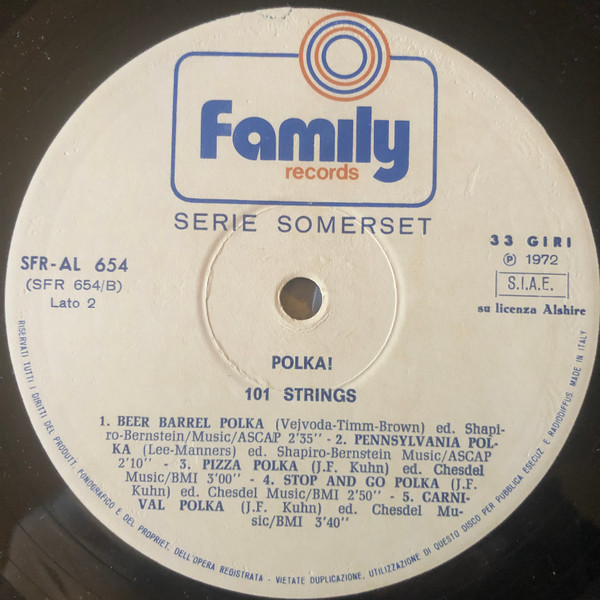 Family
records
SERIE SOMERSET
SFR-AL 654
(SFR 654/B)
Lato 2
33 GIRI
Ⓟ 1972
S.I.A.E.
su licenza Alshire
POLKA!
101 STRINGS
1. BEER BARREL POLKA (Vejvoda-Timm-Brown) ed. Shapi-
ro-Bernstein/Music/ASCAP 2'35" - 2. PENNSYLVANIA POL-
KA (Lee-Manners) ed. Shapiro-Bernstein Music/ASCAP
2'10" - 3. PIZZA POLKA (J.F. Kuhn) ed. Chesdel
Music/BMI 3'00" - 4. STOP AND GO POLKA (J.F.
Kuhn) ed. Chesdel Music/BMI 2'50" - 5. CARNI-
VAL POLKA (J.F. Kuhn) ed. Chesdel Mu-
sic/BMI 3'40"
RISERVATI TUTTI I DIRITTI DEL PRODUTT. FONOGRAFICO E DEL PROPRIET. DELL'OPERA REGISTRATA - VIETATE DUPLICAZIONE, UTILIZZAZIONE DI QUESTO DISCO PER PUBBLICA ESECUZ. E RADIODIFFUS. MADE IN ITALY